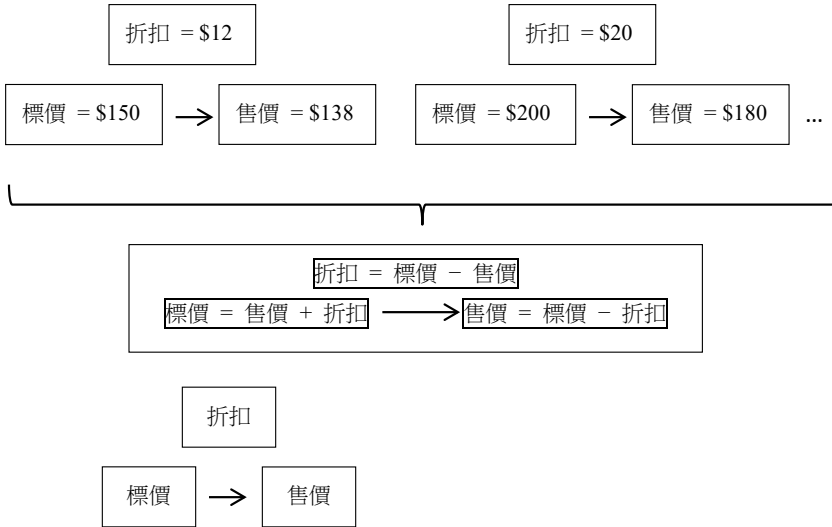 折扣 = $12
折扣 = $20
標價 = $150
售價 = $138
標價 = $200
售價 = $180
...
折扣 = 標價 − 售價
標價 = 售價 + 折扣
售價 = 標價 − 折扣
折扣
標價
售價